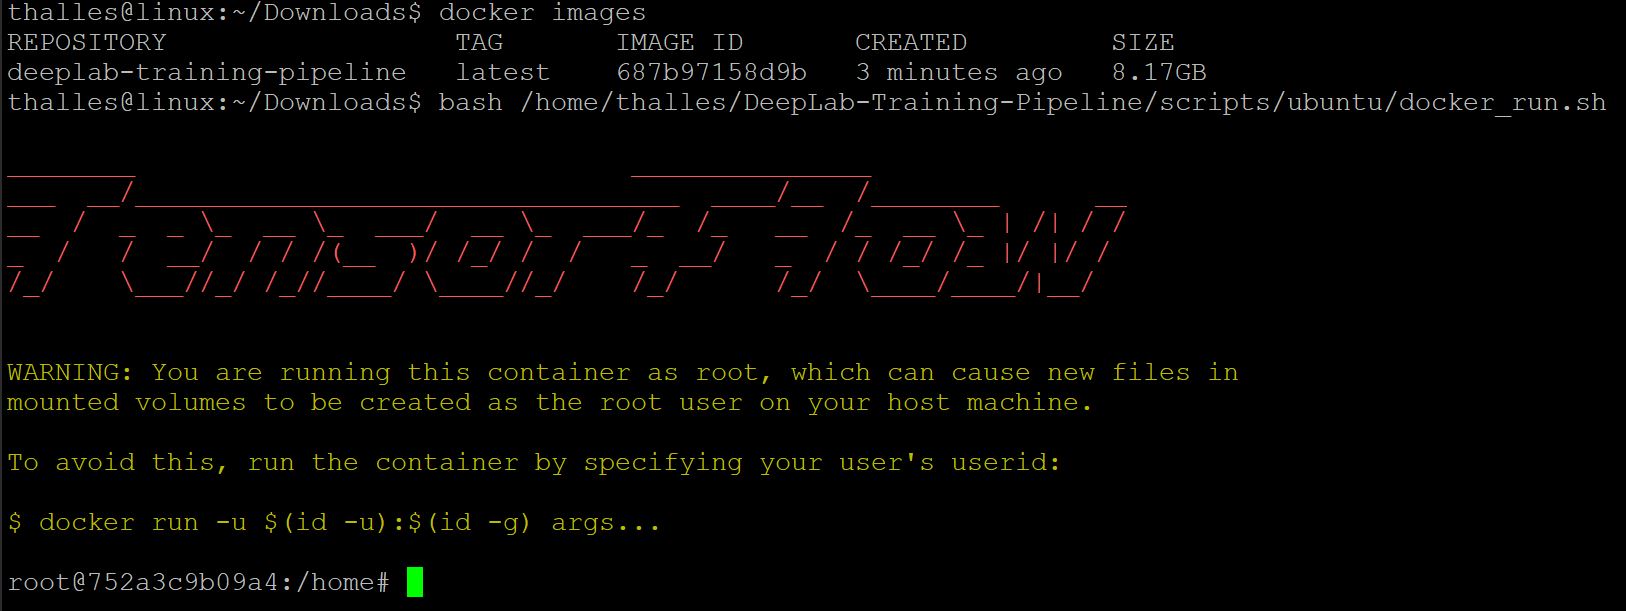 thalles@linux:~/Downloads$ docker images
REPOSITORY                  TAG       IMAGE ID       CREATED         SIZE
deeplab-training-pipeline   latest    687b97158d9b   3 minutes ago   8.17GB
thalles@linux:~/Downloads$ bash /home/thalles/DeepLab-Training-Pipeline/scripts/ubuntu/docker_run.sh
TensorFlow
WARNING: You are running this container as root, which can cause new files in
mounted volumes to be created as the root user on your host machine.
To avoid this, run the container by specifying your user's userid:
$ docker run -u $(id -u):$(id -g) args...
root@752a3c9b09a4:/home#